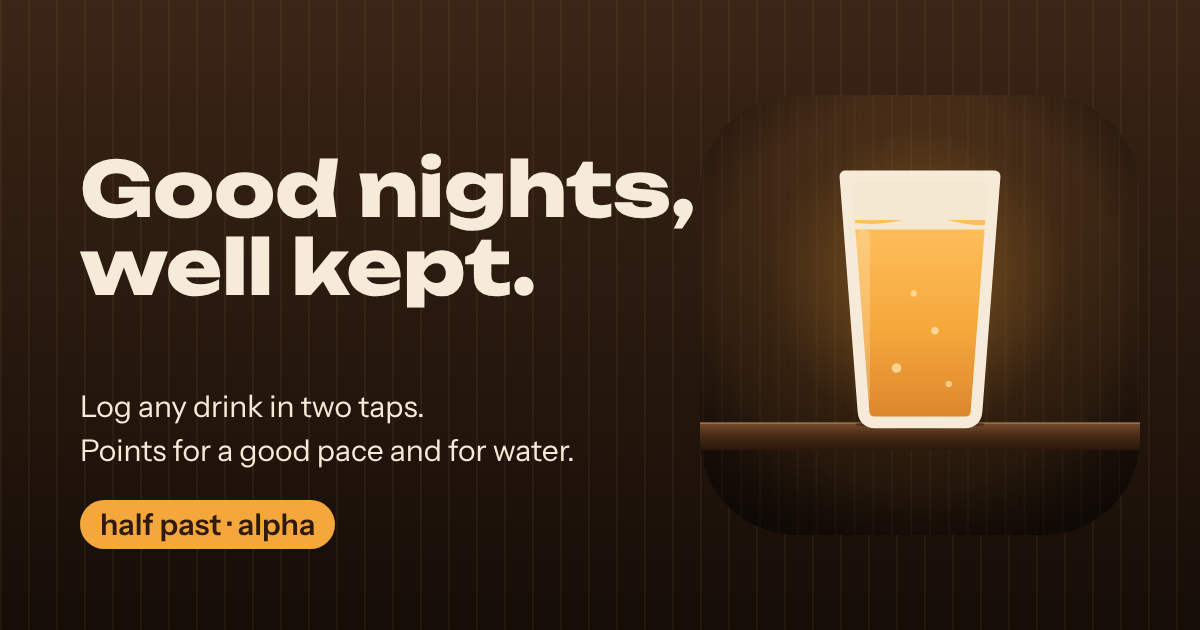 Good nights,
well kept.
Log any drink in two taps.
Points for a good pace and for water.
half past · alpha